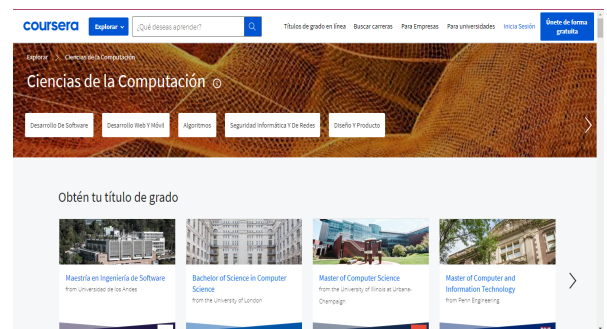 coursera
Explorar
¿Qué deseas aprender?
Títulos de grado en línea
Buscar carreras
Para Empresas
Para universidades
Inicia Sesión
Únete de forma gratuita
Explorar > Ciencias de la Computación
Ciencias de la Computación
Desarrollo De Software
Desarrollo Web Y Móvil
Algoritmos
Seguridad Informática Y De Redes
Diseño Y Producto
Obtén tu título de grado
Maestría en Ingeniería de Software
from Universidad de los Andes
Bachelor of Science in Computer
Science
from the University of London
Master of Computer Science
from the University of Illinois at Urbana-
Champaign
Master of Computer and
Information Technology
from Penn Engineering